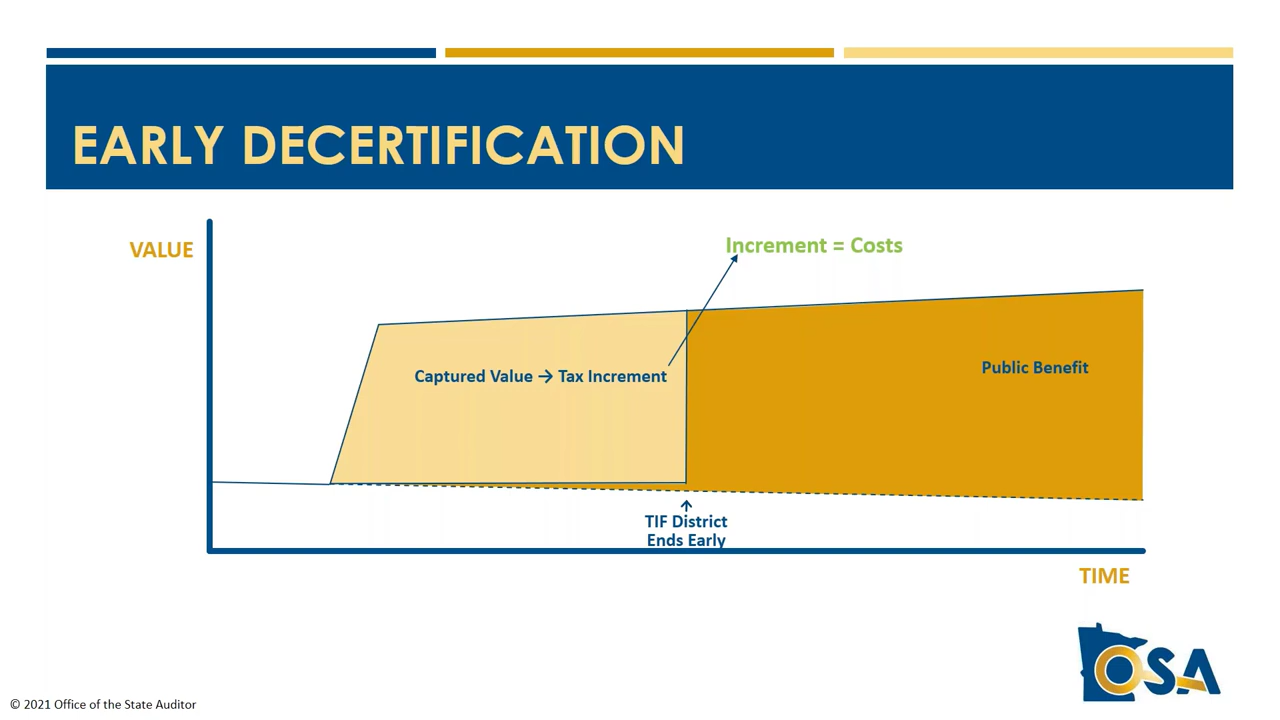 EARLY DECERTIFICATION
VALUE
Increment = Costs
Captured Value → Tax Increment
Public Benefit
TIF District
Ends Early
TIME
OSA
© 2021 Office of the State Auditor